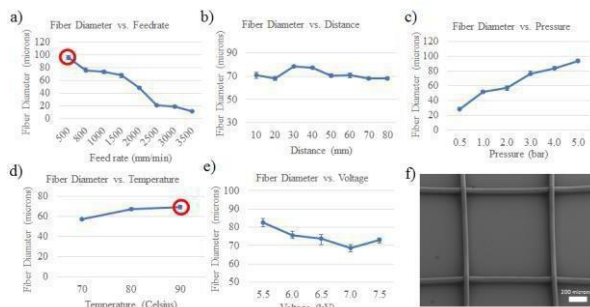 a)
Fiber Diameter vs. Feedrate
Fiber Diameter (microns)
120
100
80
60
40
20
0
500
800
1000
1500
2000
2500
3000
3500
Feed rate (mm/min)
b)
Fiber Diameter vs. Distance
Fiber Diameter (microns)
90
70
50
30
10 20 30 40 50 60 70 80
Distance (mm)
c)
Fiber Diameter vs. Pressure
Fiber Diameter (microns)
120
100
80
60
40
20
0
0.5 1.0 2.0 3.0 4.0 5.0
Pressure (bar)
d)
Fiber Diameter vs. Temperature
Fiber Diameter (microns)
80
60
40
20
0
70 80 90
Temperature (Celsius)
e)
Fiber Diameter vs. Voltage
Fiber Diameter (microns)
100
90
80
70
60
50
5.5 6.0 6.5 7.0 7.5
Voltage (kV)
f)
200 microns